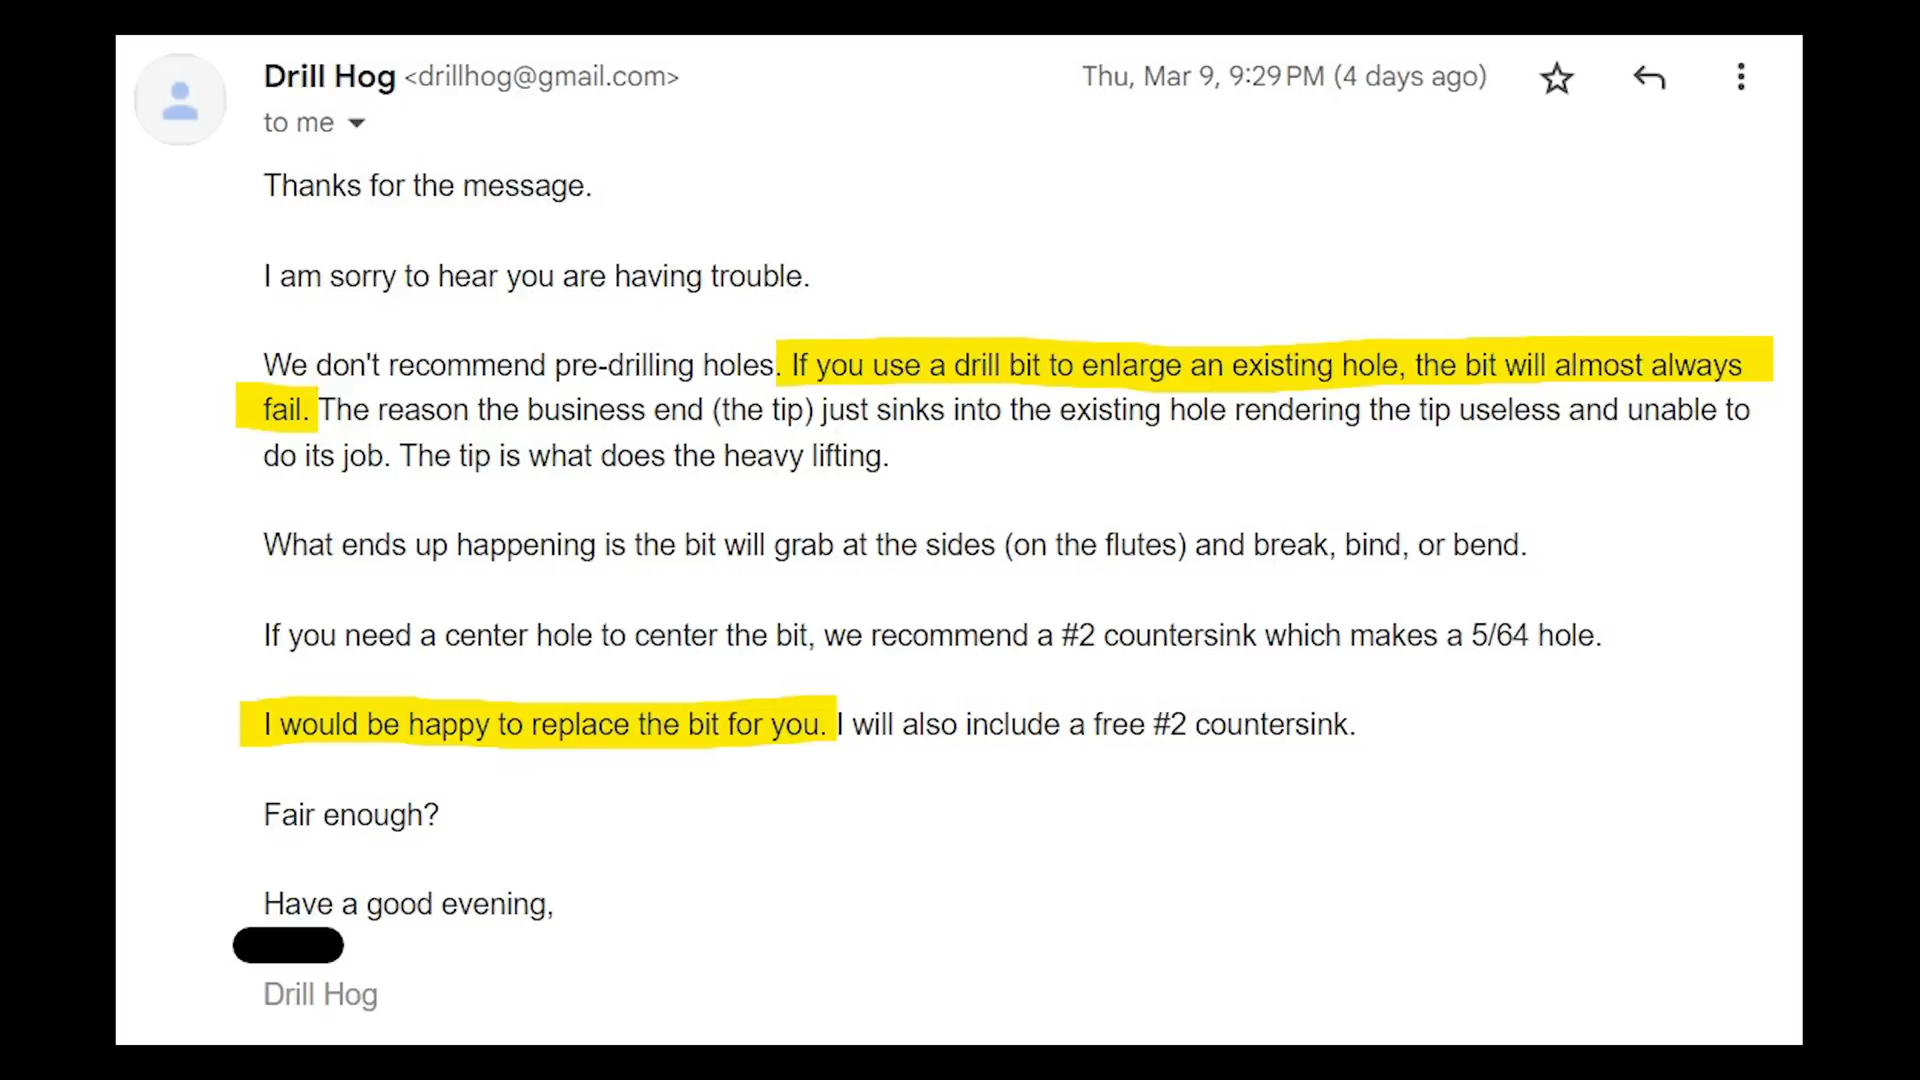 Drill Hog <drillhog@gmail.com> Thu, Mar 9, 9:29 PM (4 days ago)
to me
Thanks for the message.
I am sorry to hear you are having trouble.
We don't recommend pre-drilling holes. If you use a drill bit to enlarge an existing hole, the bit will almost always
fail. The reason the business end (the tip) just sinks into the existing hole rendering the tip useless and unable to
do its job. The tip is what does the heavy lifting.
What ends up happening is the bit will grab at the sides (on the flutes) and break, bind, or bend.
If you need a center hole to center the bit, we recommend a #2 countersink which makes a 5/64 hole.
I would be happy to replace the bit for you. I will also include a free #2 countersink.
Fair enough?
Have a good evening,
Drill Hog